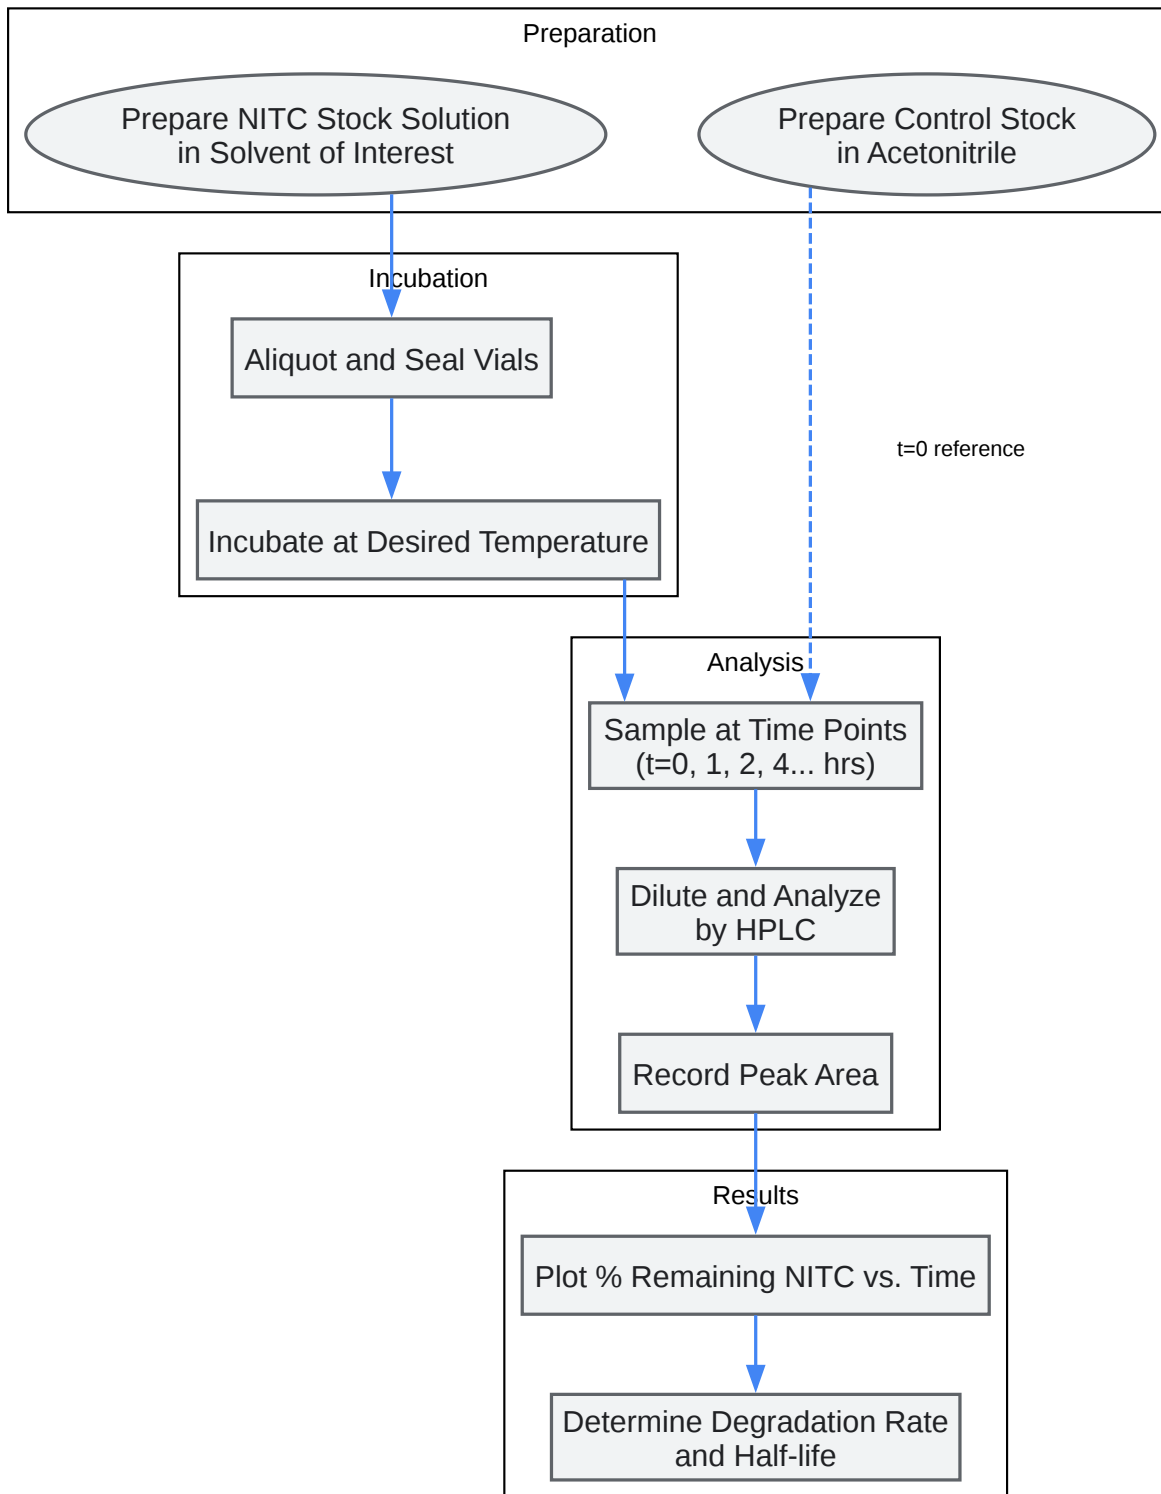 Preparation
Prepare NITC Stock Solution
in Solvent of Interest
Prepare Control Stock
in Acetonitrile
Incubation
Aliquot and Seal Vials
t=0 reference
Incubate at Desired Temperature
Analysis
Sample at Time Points
(t=0, 1, 2, 4... hrs)
Dilute and Analyze
by HPLC
Record Peak Area
Results
Plot % Remaining NITC vs. Time
Determine Degradation Rate
and Half-life